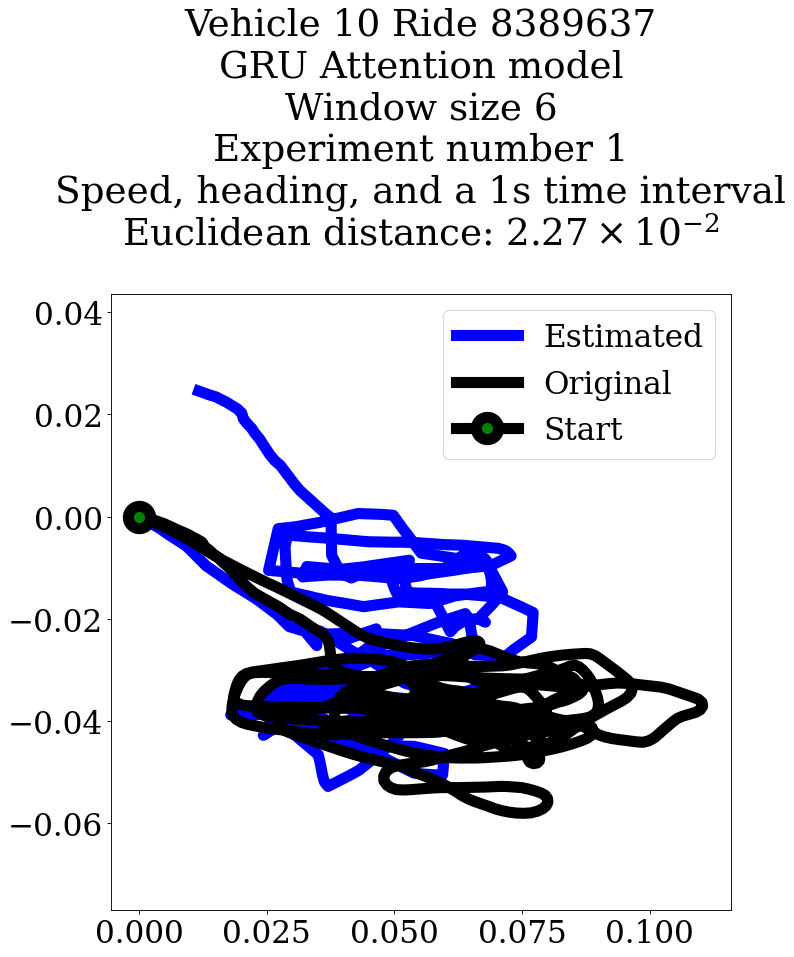 Vehicle 10 Ride 8389637
GRU Attention model
Window size 6
Experiment number 1
Speed, heading, and a 1s time interval
Euclidean distance: 2.27 × 10⁻²
0.04
0.02
0.00
−0.02
−0.04
−0.06
Estimated
Original
Start
0.000 0.025 0.050 0.075 0.100